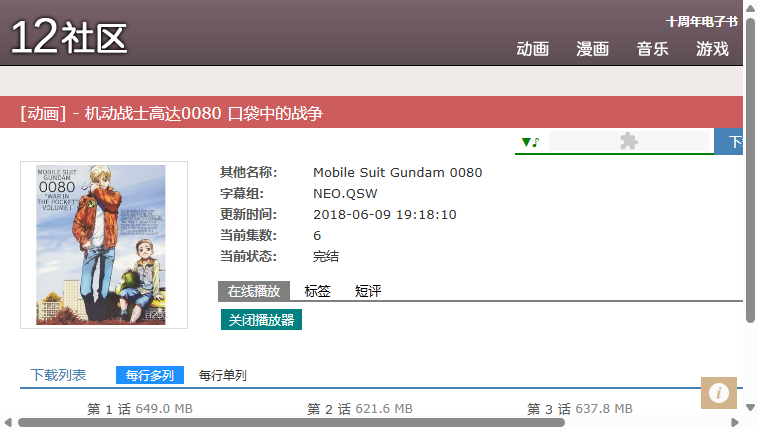 12社区
十周年电子书
动画 漫画 音乐 游戏
[动画] - 机动战士高达0080 口袋中的战争
▼♪
MOBILE SUIT
GUNDAM
0080
"WAR IN
THE POCKET"
VOLUME 1
其他名称: Mobile Suit Gundam 0080
字幕组: NEO.QSW
更新时间: 2018-06-09 19:18:10
当前集数: 6
当前状态: 完结
在线播放 标签 短评
关闭播放器
下载列表 每行多列 每行单列
第 1 话 649.0 MB 第 2 话 621.6 MB 第 3 话 637.8 MB